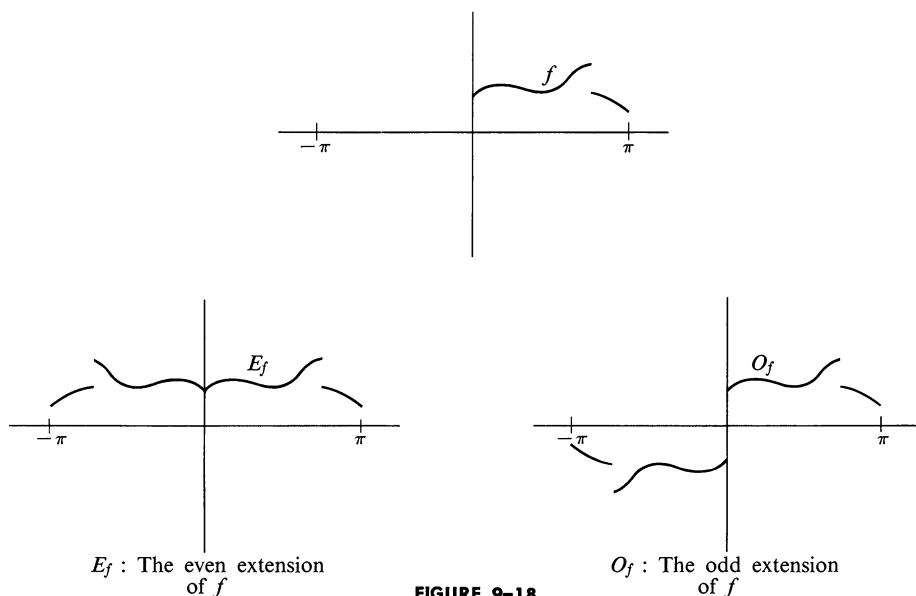 f
−π
π
E_f
−π
π
O_f
−π
π
E_f : The even extension
of f
O_f : The odd extension
of f
FIGURE 9–18